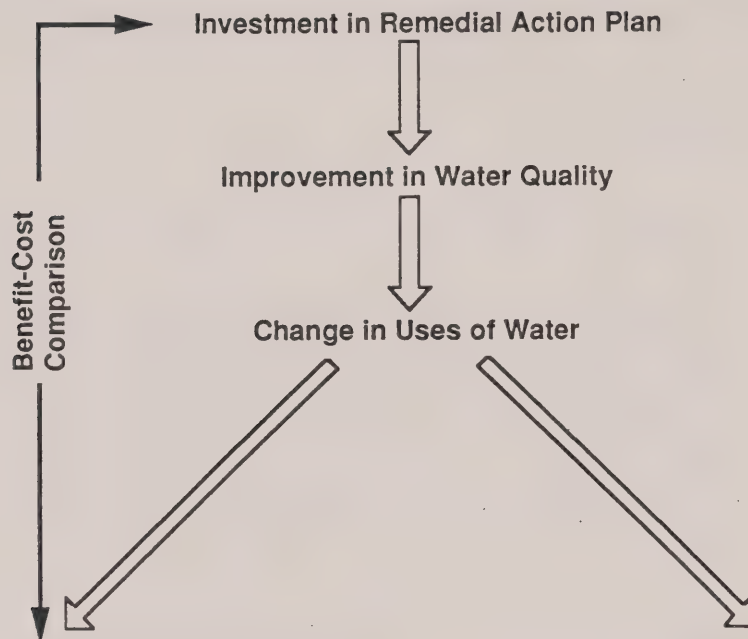 Investment in Remedial Action Plan
Improvement in Water Quality
Benefit-Cost
Comparison
Change in Uses of Water